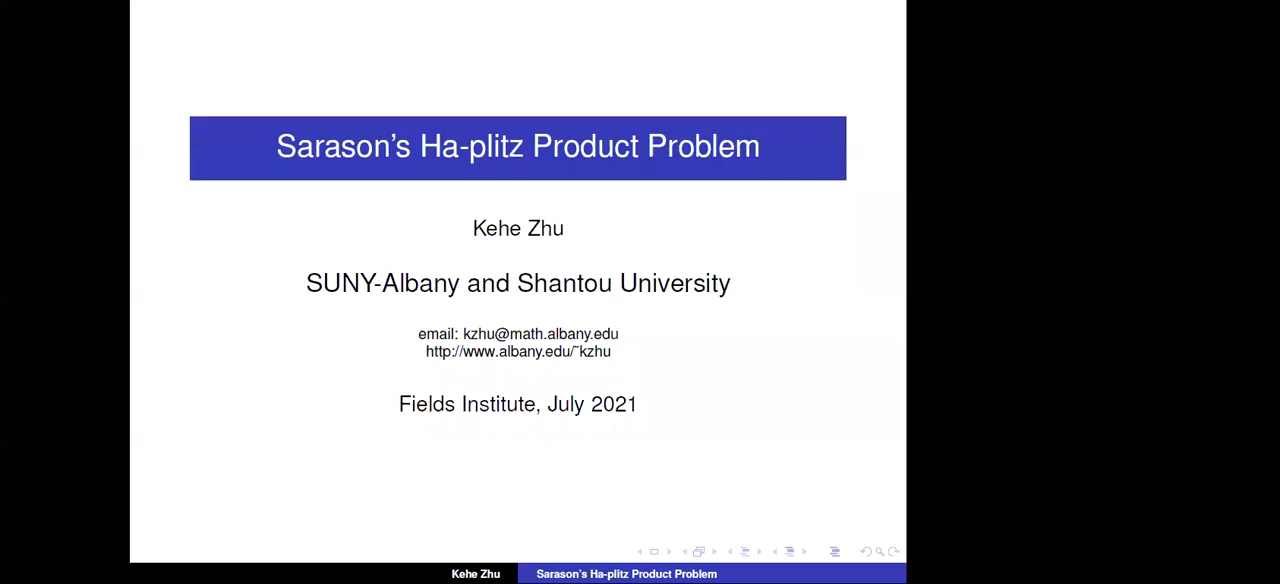 Sarason's Ha-plitz Product Problem
Kehe Zhu
SUNY-Albany and Shantou University
email: kzhu@math.albany.edu
http://www.albany.edu/~kzhu
Fields Institute, July 2021
Kehe Zhu
Sarason's Ha-plitz Product Problem